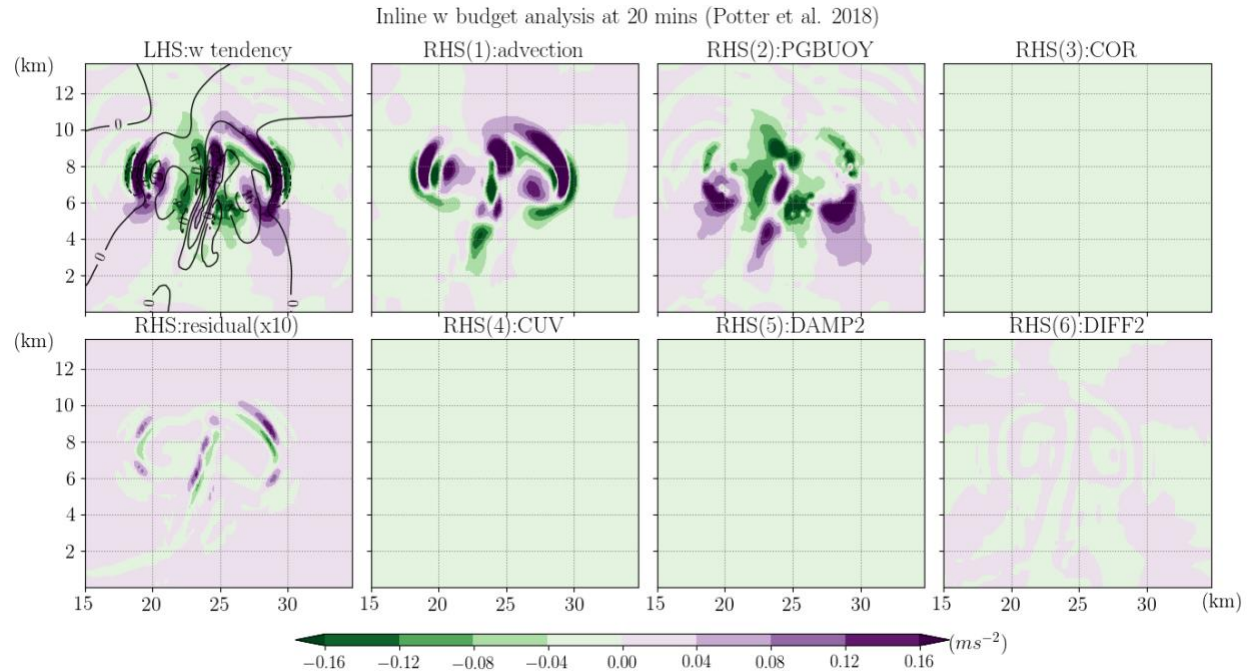 Inline w budget analysis at 20 mins (Potter et al. 2018)
LHS:w tendency
RHS(1):advection
RHS(2):PGBUOY
RHS(3):COR
(km)
12
10
8
6
4
2
0
0
0
0
0
RHS:residual(x10)
RHS(4):CUV
RHS(5):DAMP2
RHS(6):DIFF2
(km)
12
10
8
6
4
2
15 20 25 30 15 20 25 30 15 20 25 30 15 20 25 30 (km)
−0.16 −0.12 −0.08 −0.04 0.00 0.04 0.08 0.12 0.16 (ms⁻²)